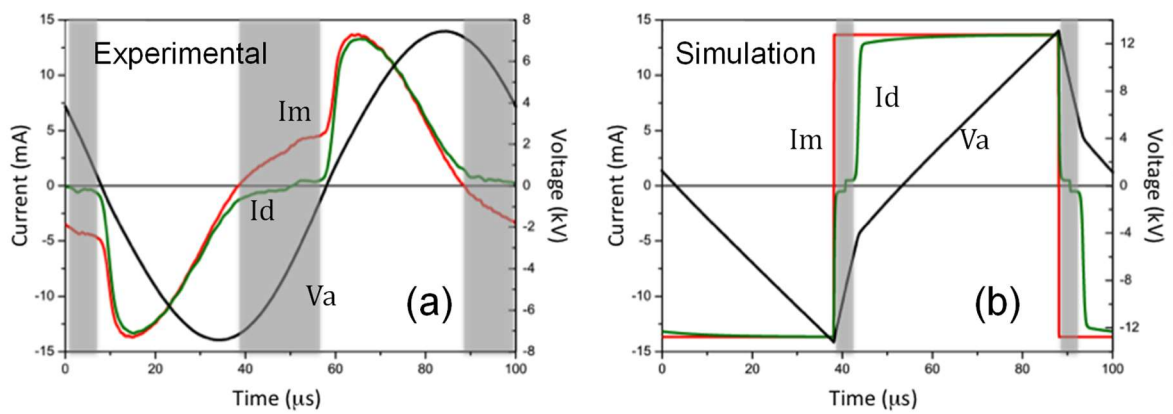 Experimental
Im
Id
Va
(a)
15
10
5
0
-5
-10
-15
Current (mA)
8
6
4
2
0
-2
-4
-6
-8
Voltage (kV)
0
20
40
60
80
100
Time (μs)
Simulation
Im
Id
Va
(b)
15
10
5
0
-5
-10
-15
Current (mA)
12
8
4
0
-4
-8
-12
Voltage (kV)
0
20
40
60
80
100
Time (μs)